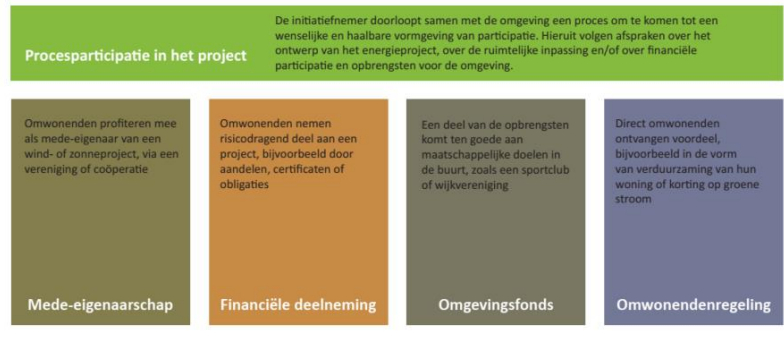 Procesparticipatie in het project
De initiatiefnemer doorloopt samen met de omgeving een proces om te komen tot een
wenselijke en haalbare vormgeving van participatie. Hieruit volgen afspraken over het
ontwerp van het energieproject, over de ruimtelijke inpassing en/of over financiële
participatie en opbrengsten voor de omgeving.
Omwonenden profiteren mee
als mede-eigenaar van een
wind- of zonneproject, via een
vereniging of coöperatie
Mede-eigenaarschap
Omwonenden nemen
risicodragend deel aan een
project, bijvoorbeeld door
aandelen, certificaten of
obligaties
Financiële deelneming
Een deel van de opbrengsten
komt ten goede aan
maatschappelijke doelen in
de buurt, zoals een sportclub
of wijkvereniging
Omgevingsfonds
Direct omwonenden
ontvangen voordeel,
bijvoorbeeld in de vorm
van verduurzaming van hun
woning of korting op groene
stroom
Omwonendenregeling